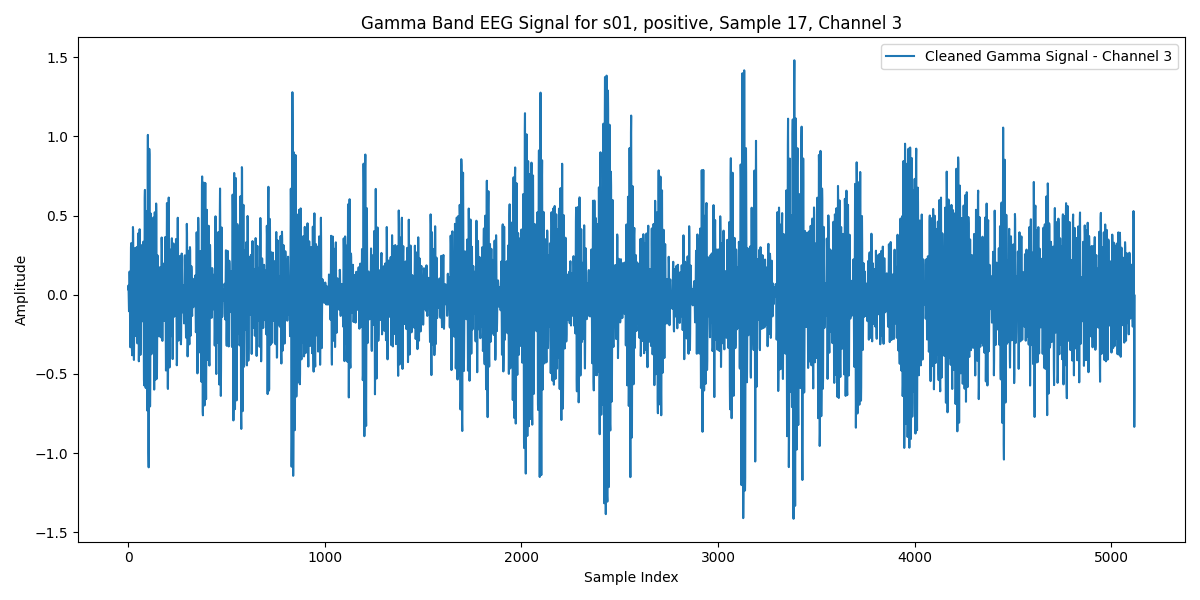 Gamma Band EEG Signal for s01, positive, Sample 17, Channel 3
Cleaned Gamma Signal - Channel 3
1.5
1.0
0.5
0.0
−0.5
−1.0
−1.5
Amplitude
0 1000 2000 3000 4000 5000
Sample Index